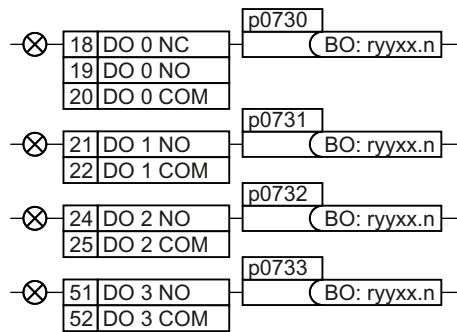 p0730
18 DO 0 NC BO: ryyxx.n
19 DO 0 NO
20 DO 0 COM
p0731
21 DO 1 NO BO: ryyxx.n
22 DO 1 COM
p0732
24 DO 2 NO BO: ryyxx.n
25 DO 2 COM
p0733
51 DO 3 NO BO: ryyxx.n
52 DO 3 COM